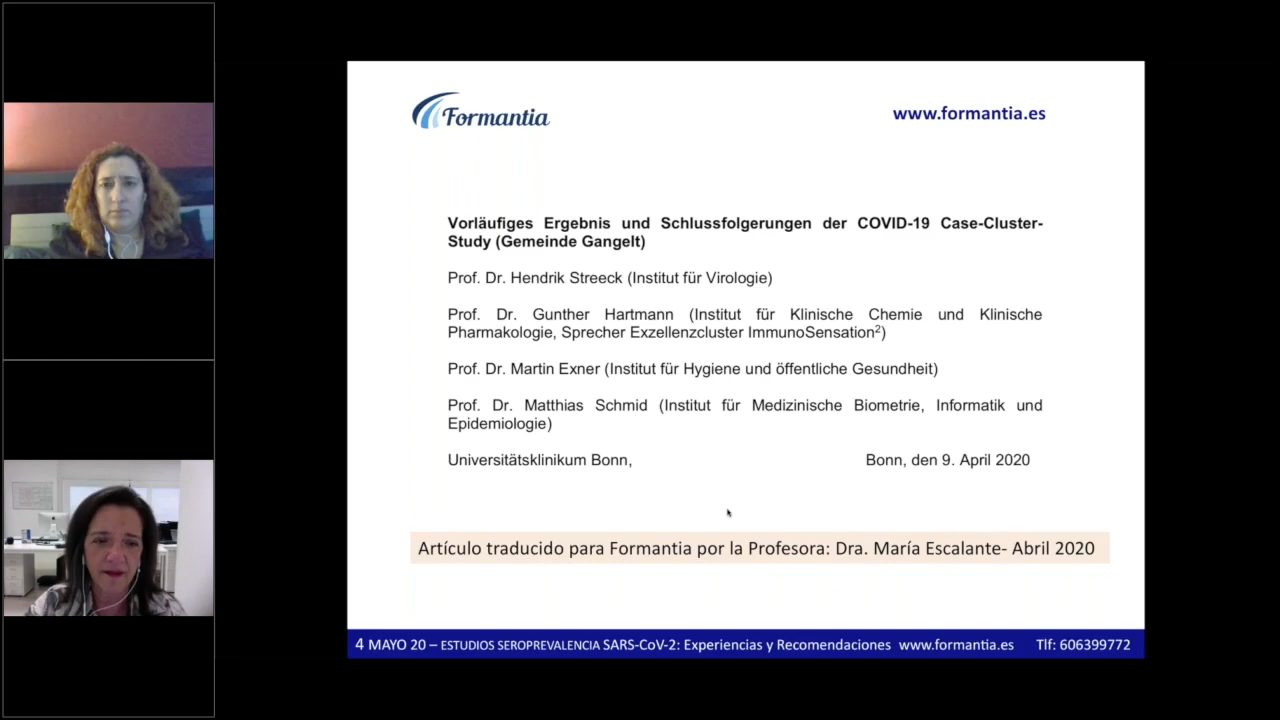 Formantia
www.formantia.es
Vorläufiges Ergebnis und Schlussfolgerungen der COVID-19 Case-Cluster-
Study (Gemeinde Gangelt)
Prof. Dr. Hendrik Streeck (Institut für Virologie)
Prof. Dr. Gunther Hartmann (Institut für Klinische Chemie und Klinische
Pharmakologie, Sprecher Exzellenzcluster ImmunoSensation²)
Prof. Dr. Martin Exner (Institut für Hygiene und öffentliche Gesundheit)
Prof. Dr. Matthias Schmid (Institut für Medizinische Biometrie, Informatik und
Epidemiologie)
Universitätsklinikum Bonn, Bonn, den 9. April 2020
Artículo traducido para Formantia por la Profesora: Dra. María Escalante- Abril 2020
4 MAYO 20 – ESTUDIOS SEROPREVALENCIA SARS-CoV-2: Experiencias y Recomendaciones www.formantia.es Tlf: 606399772